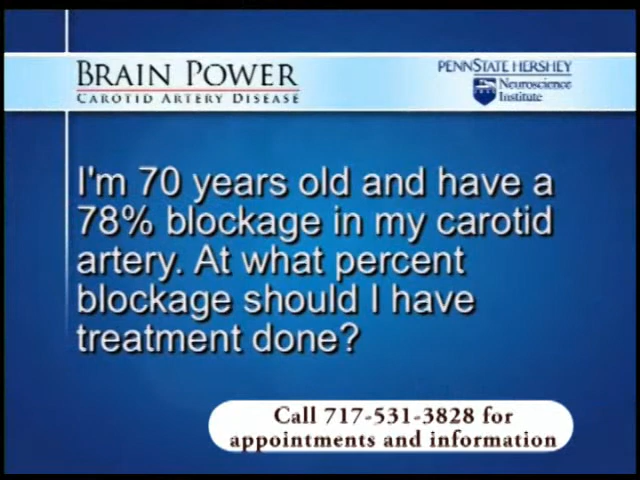 BRAIN POWER
CAROTID ARTERY DISEASE
PENNSTATE HERSHEY
Neuroscience
Institute
I'm 70 years old and have a
78% blockage in my carotid
artery. At what percent
blockage should I have
treatment done?
Call 717-531-3828 for
appointments and information